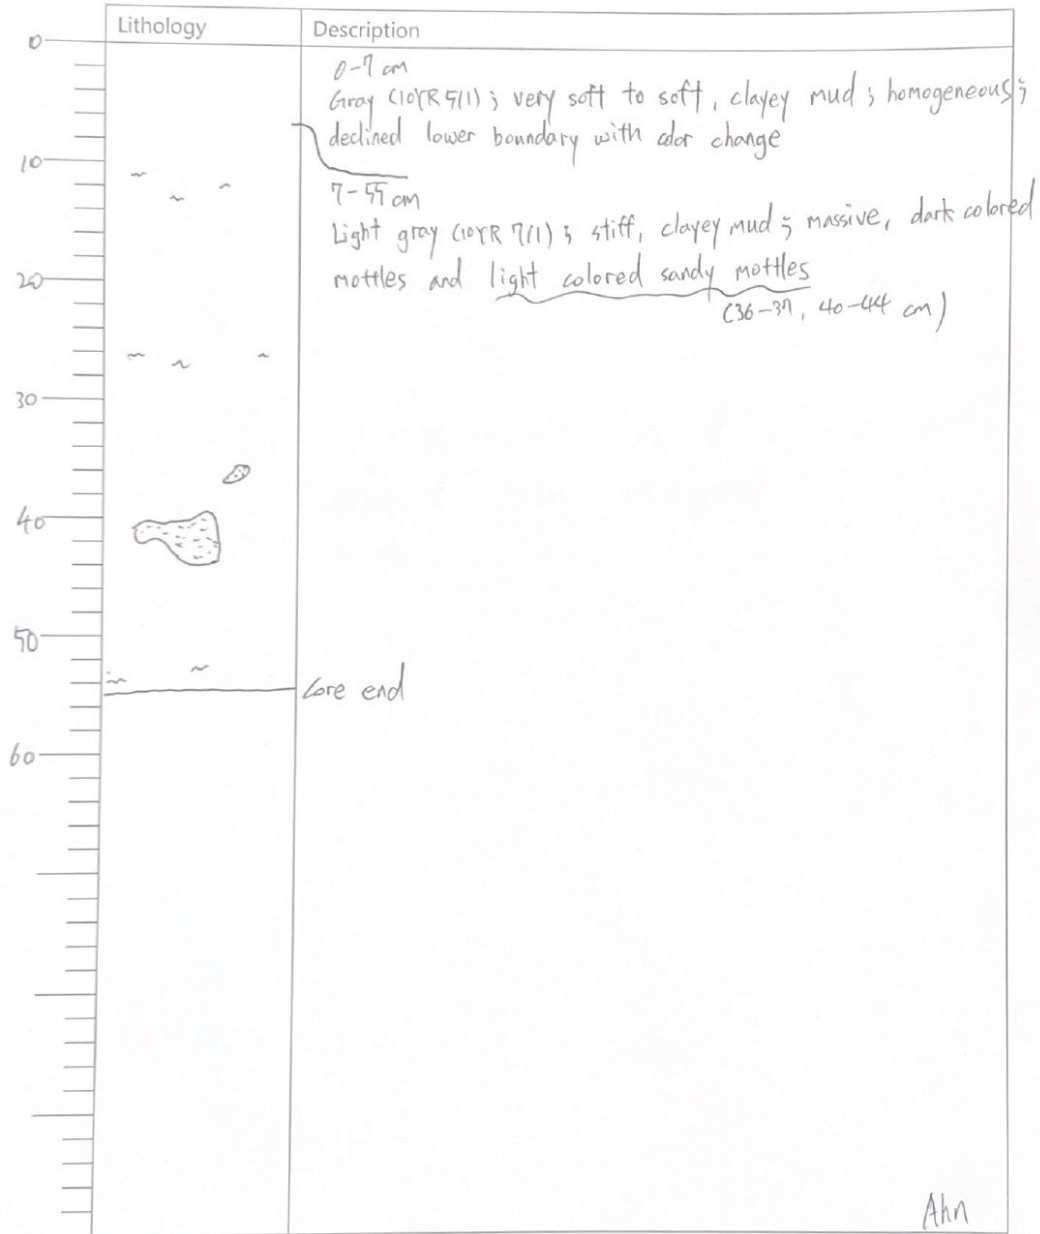 Lithology
Description
0
10
20
30
40
50
60
0-7 cm
Gray (10YR 5/1) ; very soft to soft, clayey mud ; homogeneous ;
declined lower boundary with color change
7-55 cm
Light gray (10YR 7/1) ; stiff, clayey mud ; massive, dark colored
mottles and light colored sandy mottles
(36-37, 40-44 cm)
Core end
Ahn